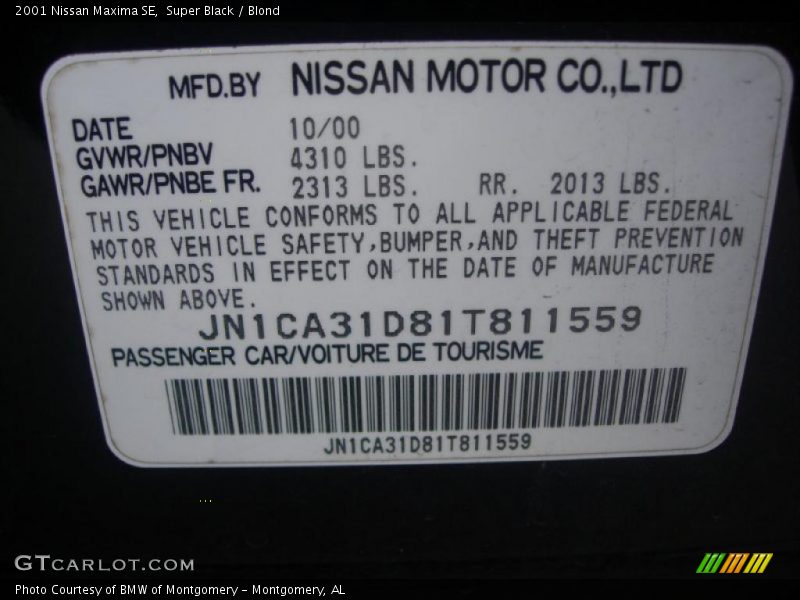 2001 Nissan Maxima SE, Super Black / Blond
MFD.BY NISSAN MOTOR CO.,LTD
DATE 10/00
GVWR/PNBV 4310 LBS.
GAWR/PNBE FR. 2313 LBS. RR. 2013 LBS.
THIS VEHICLE CONFORMS TO ALL APPLICABLE FEDERAL
MOTOR VEHICLE SAFETY,BUMPER,AND THEFT PREVENTION
STANDARDS IN EFFECT ON THE DATE OF MANUFACTURE
SHOWN ABOVE.
JN1CA31D81T811559
PASSENGER CAR/VOITURE DE TOURISME
JN1CA31D81T811559
...
GTCARLOT.COM
Photo Courtesy of BMW of Montgomery - Montgomery, AL